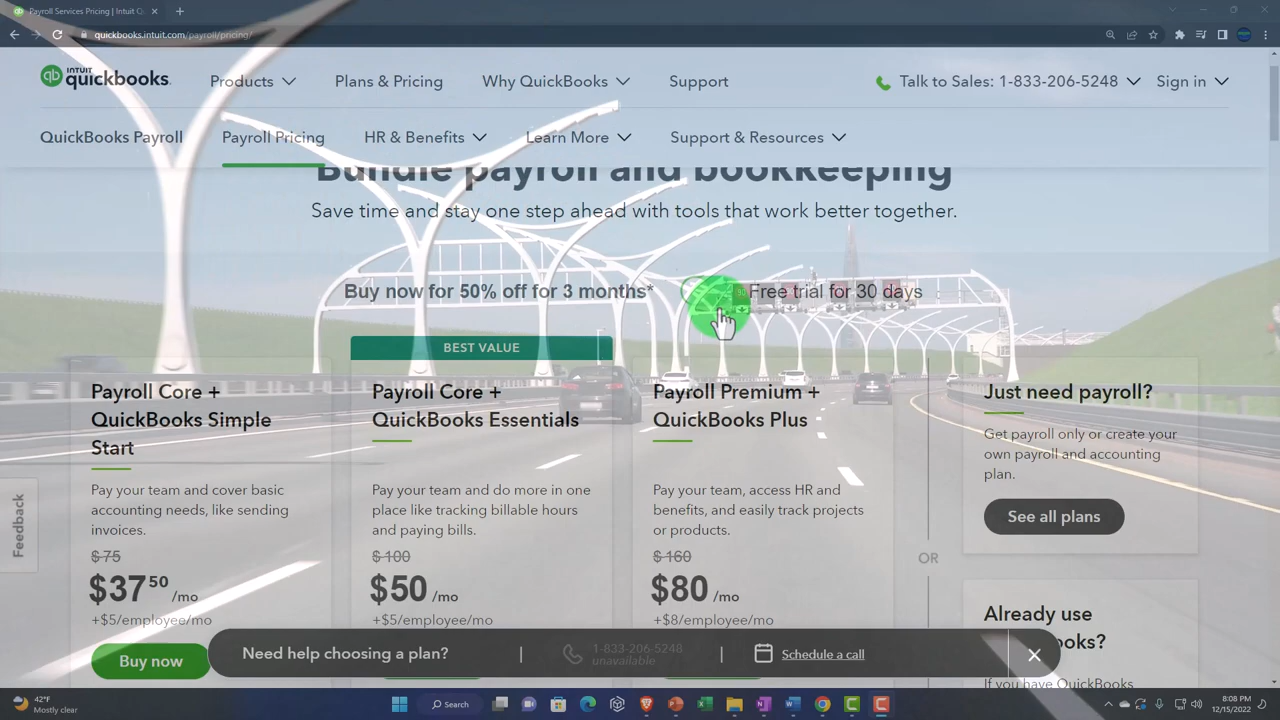 Payroll Services Pricing | Intuit
quickbooks.intuit.com/payroll/pricing/
INTUIT
quickbooks.
Products
Plans & Pricing
Why QuickBooks
Support
Talk to Sales: 1-833-206-5248
Sign in
QuickBooks Payroll
Payroll Pricing
HR & Benefits
Learn More
Support & Resources
Bundle payroll and bookkeeping
Save time and stay one step ahead with tools that work better together.
Buy now for 50% off for 3 months*
Free trial for 30 days
BEST VALUE
Payroll Core +
QuickBooks Simple
Start
Pay your team and cover basic
accounting needs, like sending
invoices.
$ 75
$37 50 /mo
+$5/employee/mo
Buy now
Payroll Core +
QuickBooks Essentials
Pay your team and do more in one
place like tracking billable hours
and paying bills.
$ 100
$50 /mo
+$5/employee/mo
Payroll Premium +
QuickBooks Plus
Pay your team, access HR and
benefits, and easily track projects
or products.
$ 160
$80 /mo
+$8/employee/mo
OR
Just need payroll?
Get payroll only or create your
own payroll and accounting
plan.
See all plans
Already use
ooks?
If you have QuickBooks
Feedback
Need help choosing a plan?
|
1-833-206-5248
unavailable
|
Schedule a call
42°F
Mostly clear
Search
8:08 PM
12/15/2022